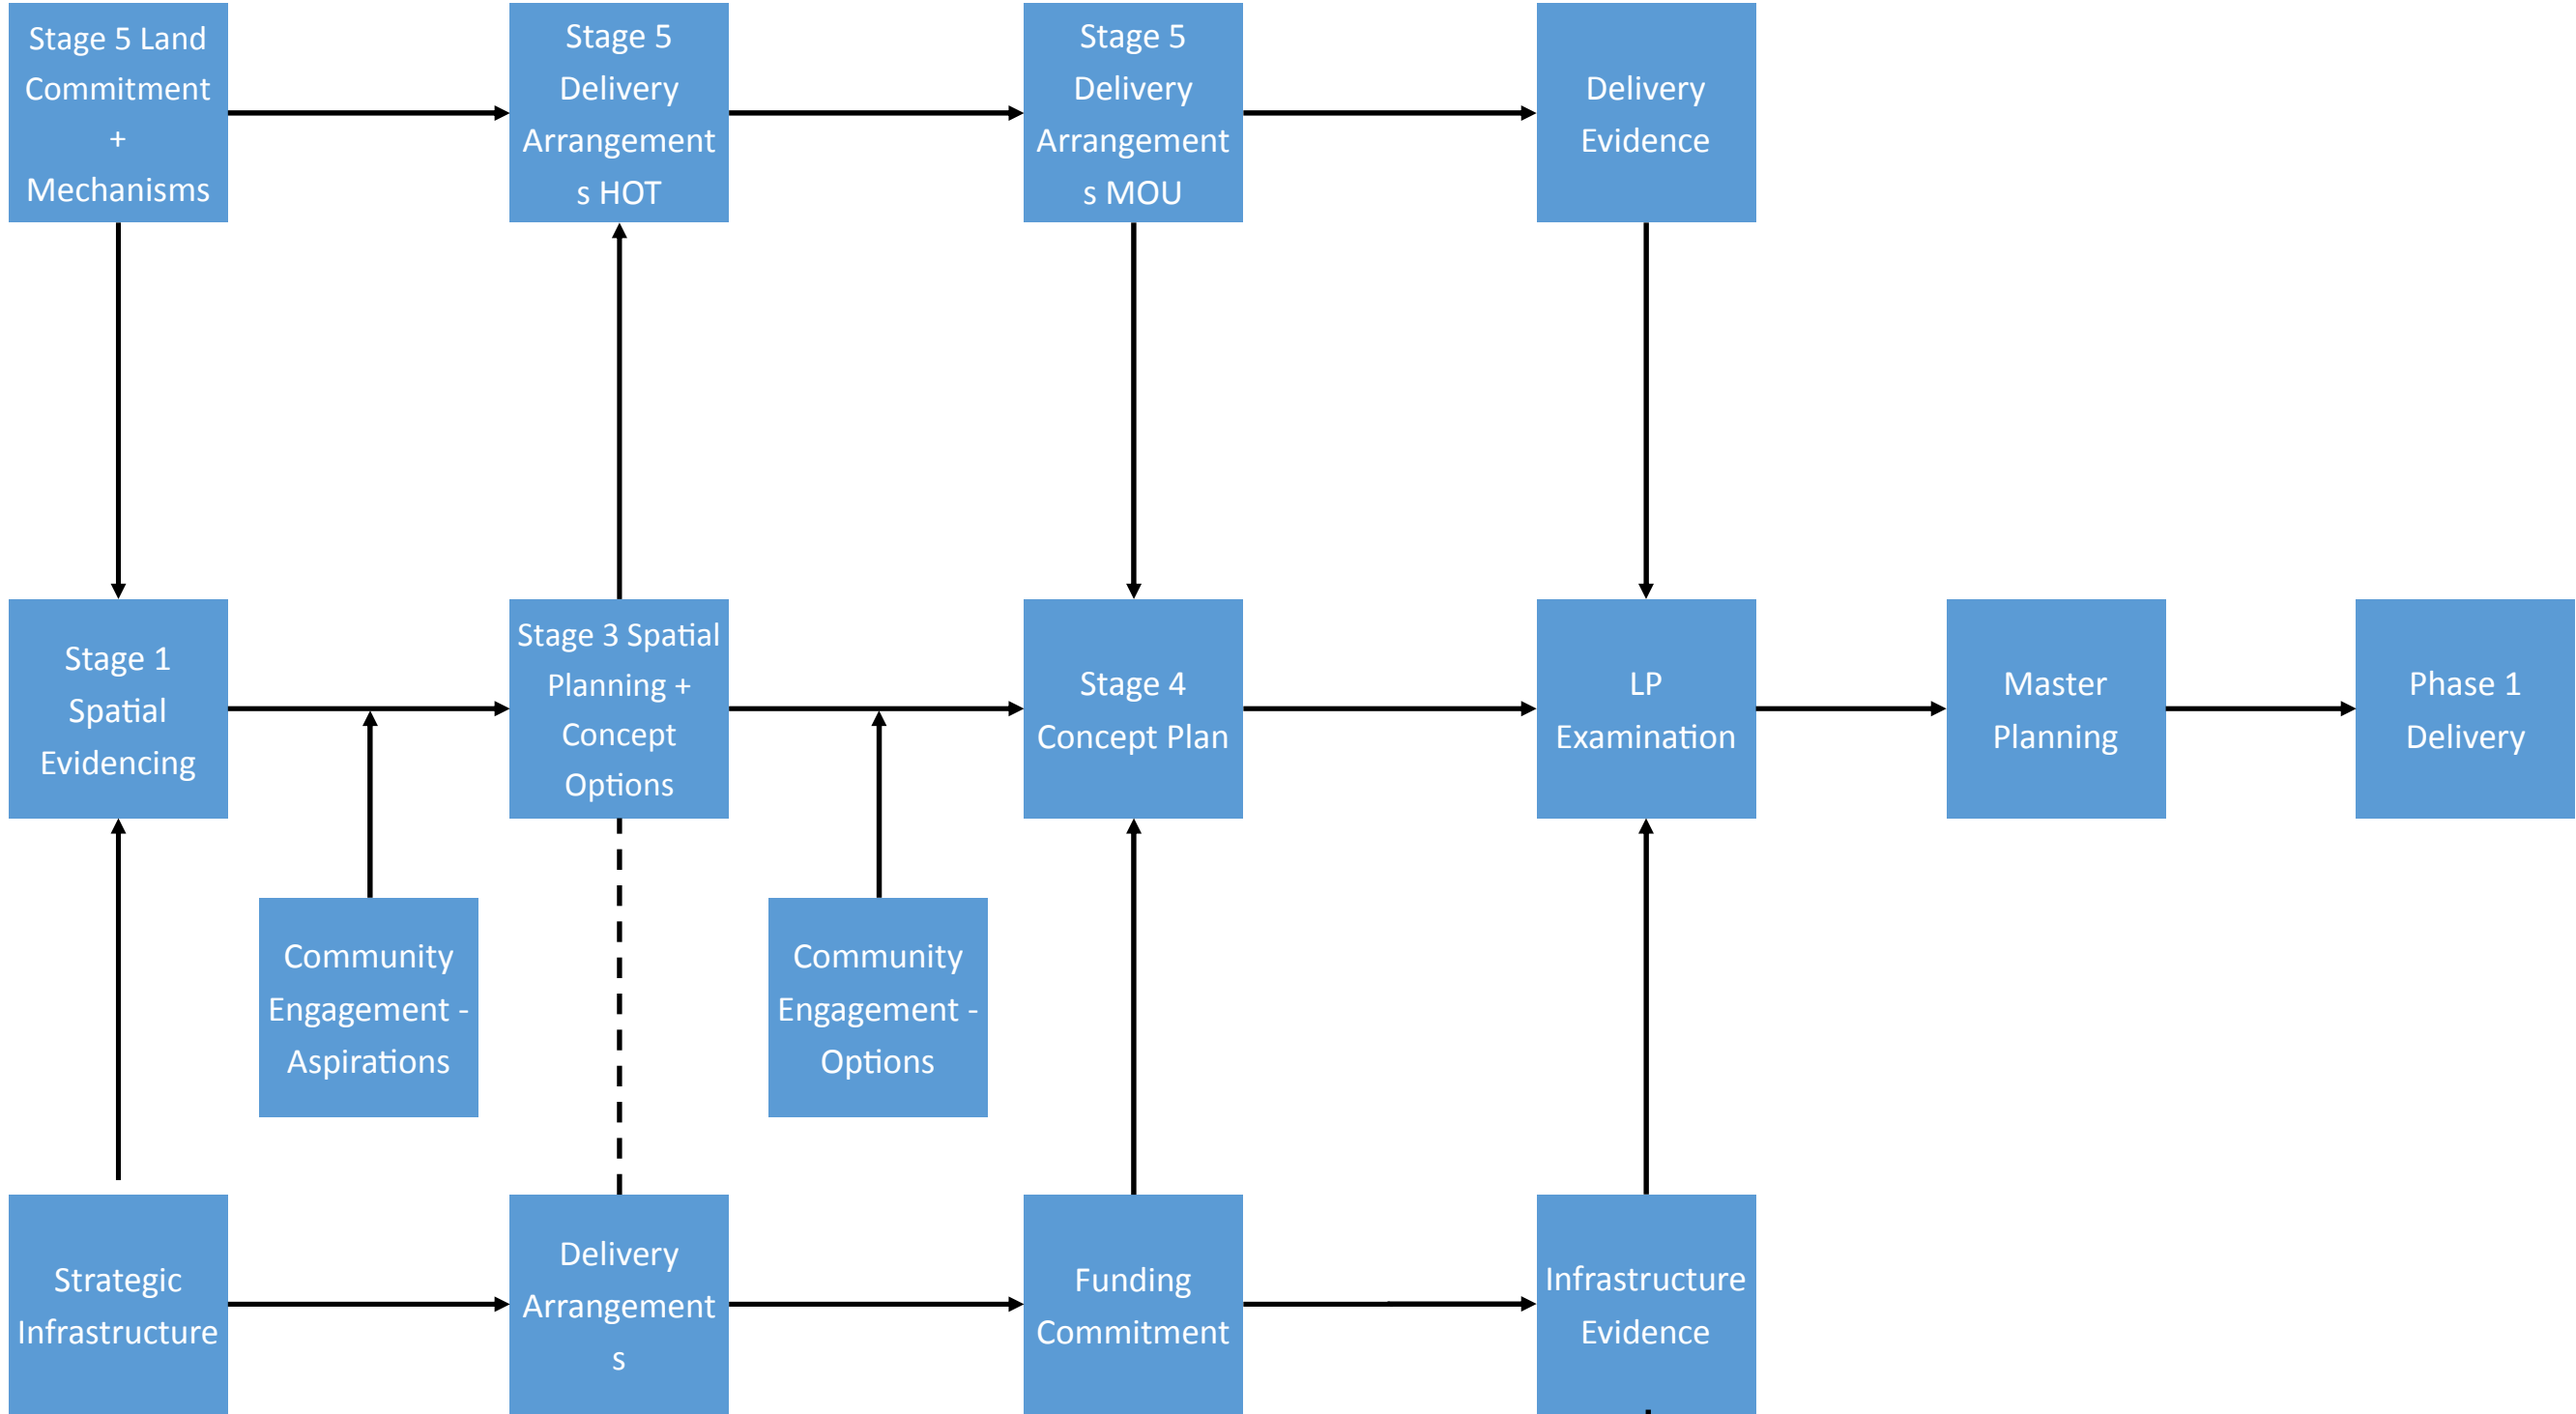 Stage 5 Land
Commitment
+
Mechanisms
Stage 5
Delivery
Arrangement
s HOT
Stage 5
Delivery
Arrangement
s MOU
Delivery
Evidence
Stage 1
Spatial
Evidencing
Stage 3 Spatial
Planning +
Concept
Options
Stage 4
Concept Plan
LP
Examination
Master
Planning
Phase 1
Delivery
Community
Engagement -
Aspirations
Community
Engagement -
Options
Strategic
Infrastructure
Delivery
Arrangement
s
Funding
Commitment
Infrastructure
Evidence